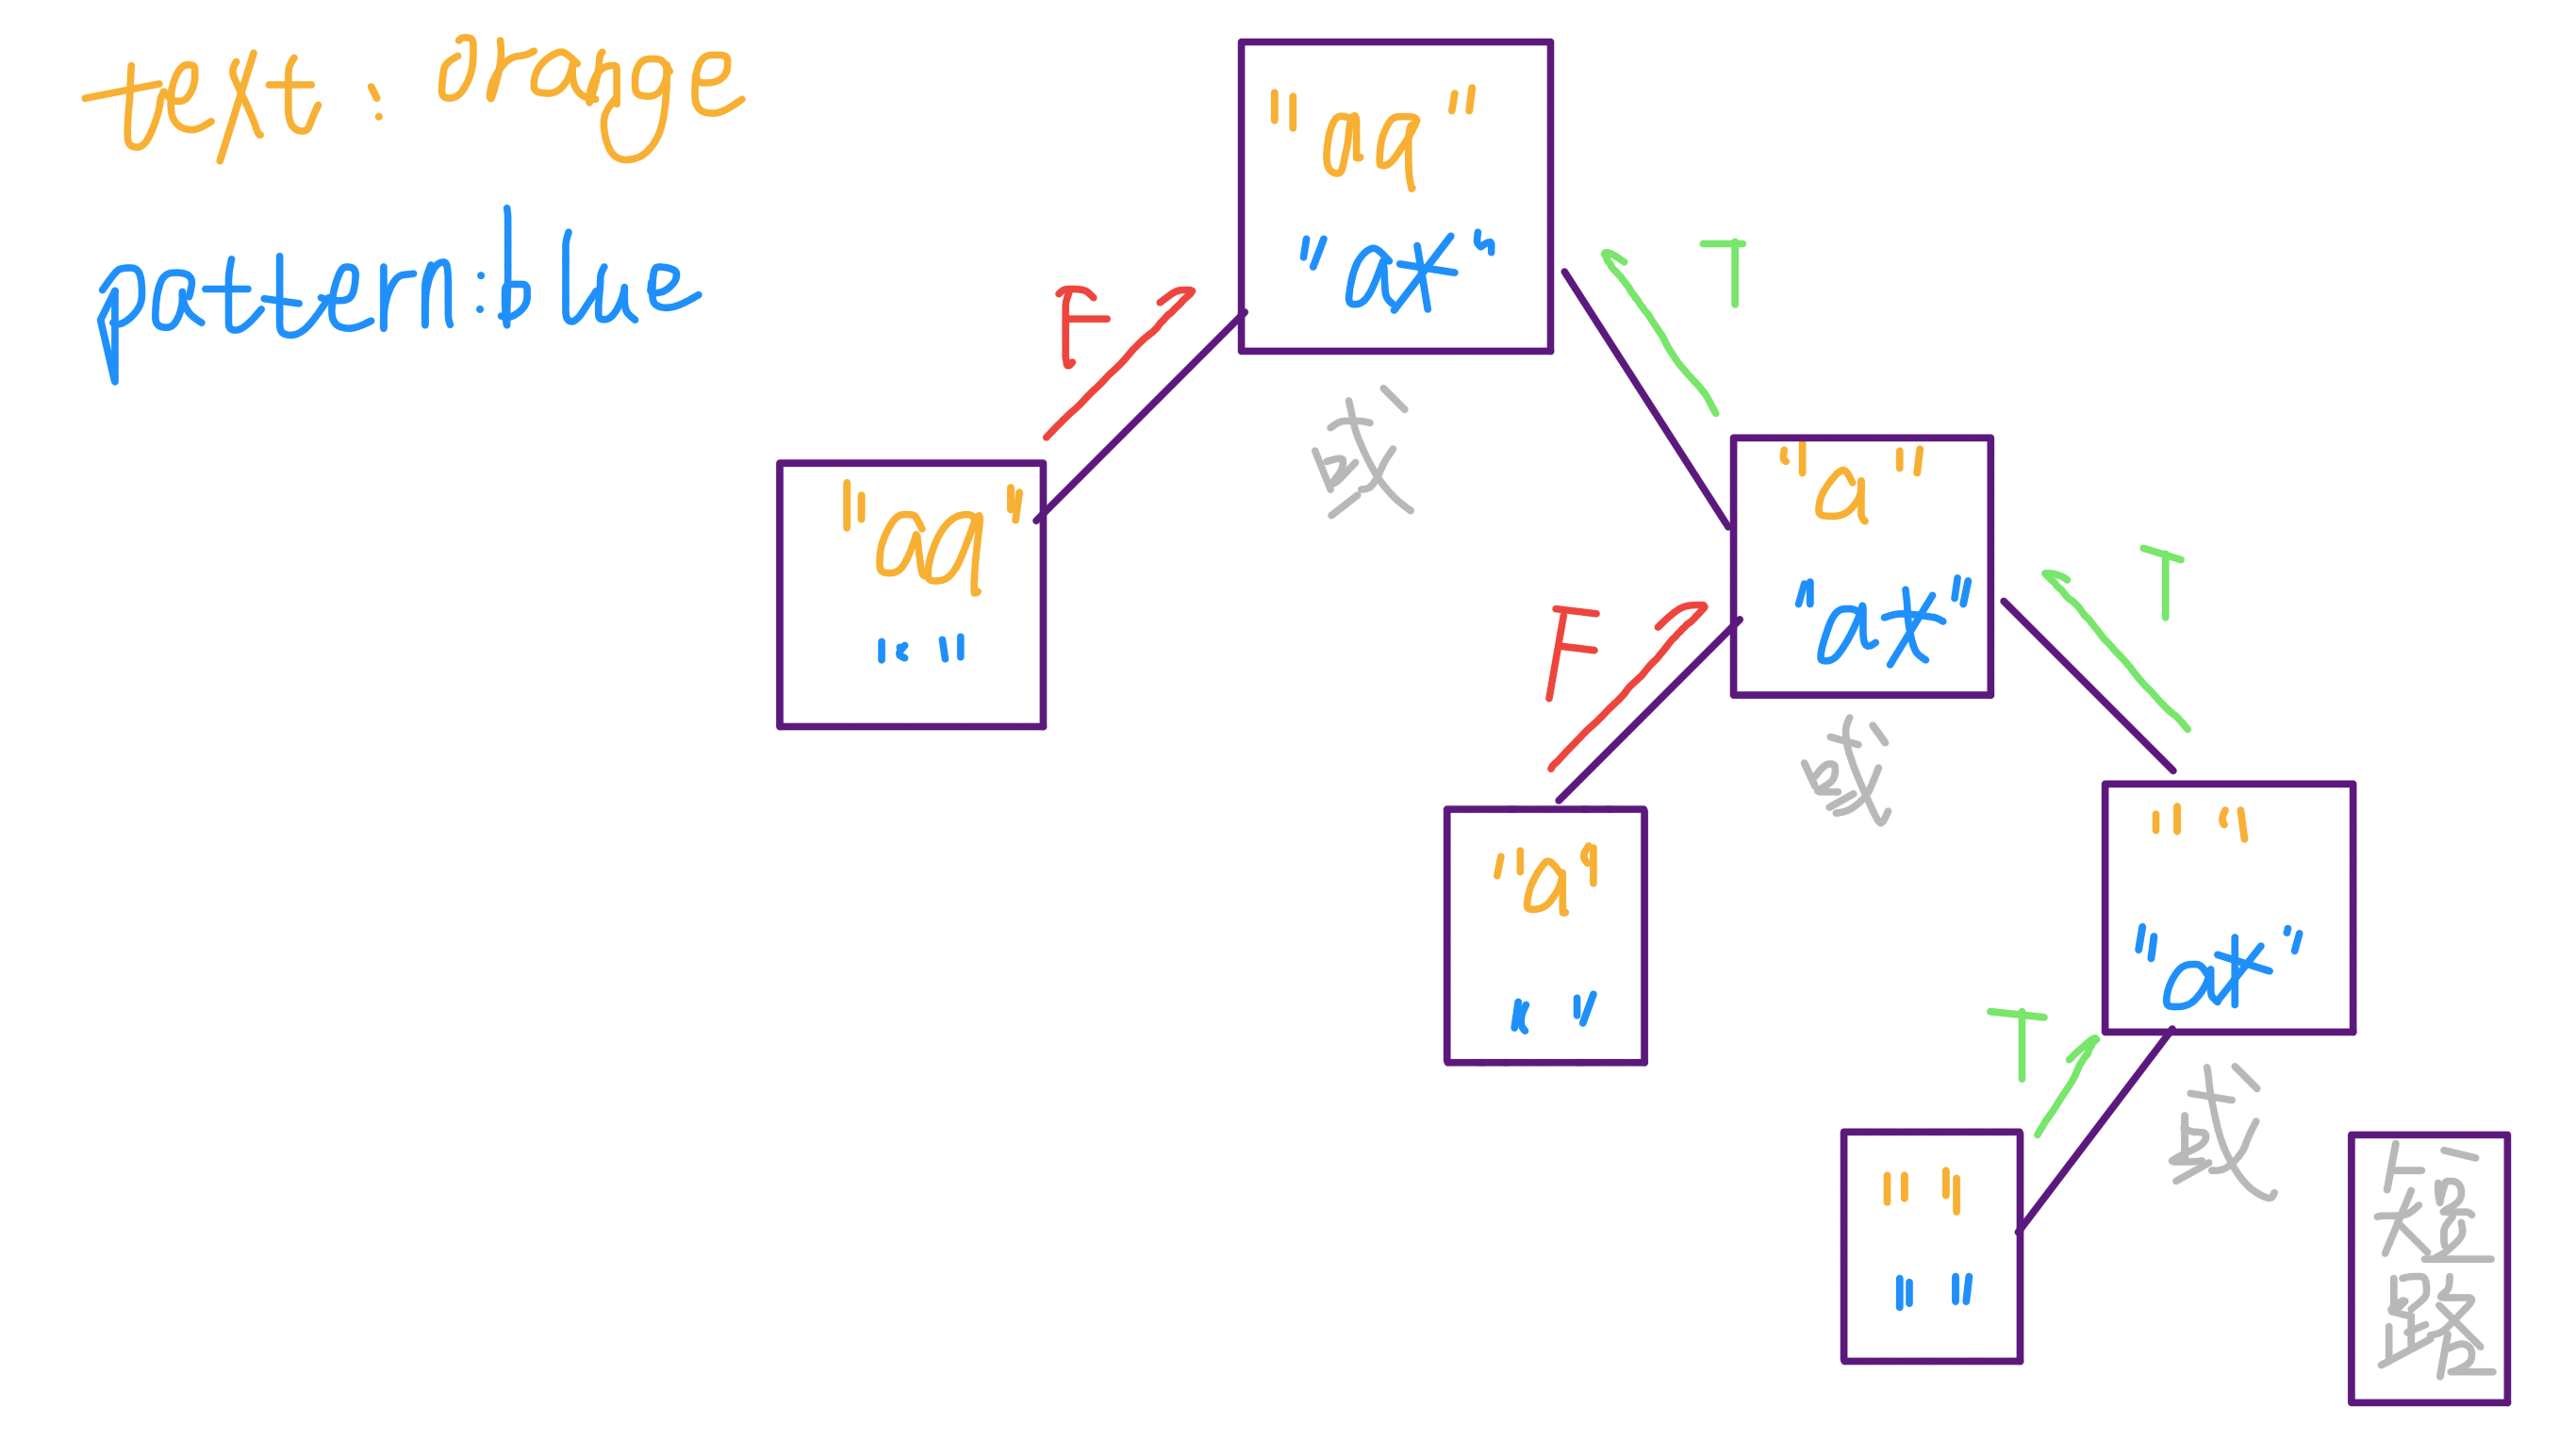 text: orange
pattern: blue
"aa"
"a*"
或
F
T
"aa"
" "
"a"
"a*"
或
F
T
"a"
" "
" "
"a*"
或
T
" "
" "
短
路